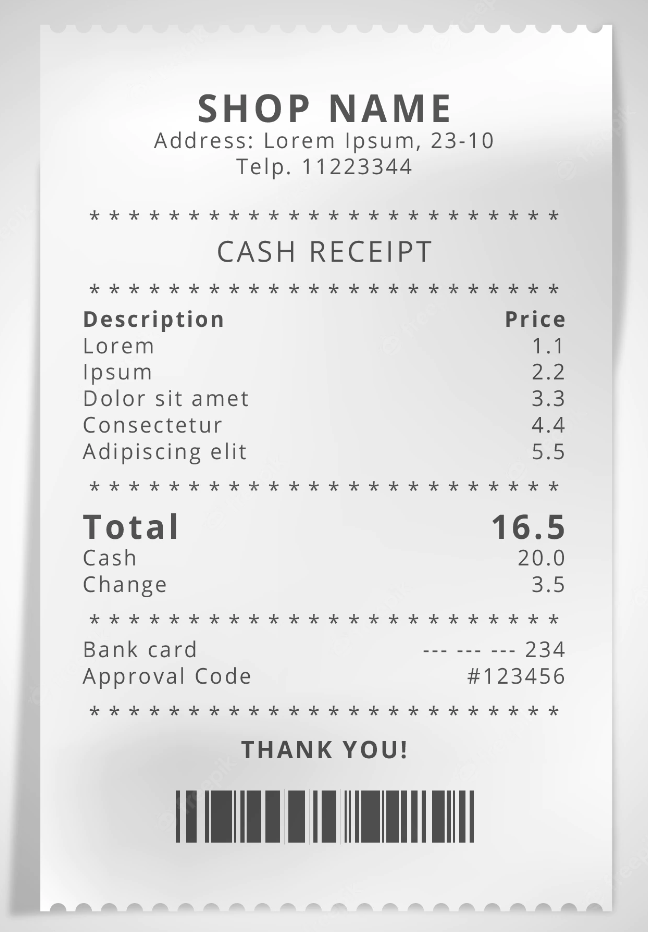 SHOP NAME
Address: Lorem Ipsum, 23-10
Telp. 11223344
* * * * * * * * * * * * * * * * * * * * * * * *
CASH RECEIPT
* * * * * * * * * * * * * * * * * * * * * * * *
Description Price
Lorem 1.1
Ipsum 2.2
Dolor sit amet 3.3
Consectetur 4.4
Adipiscing elit 5.5
* * * * * * * * * * * * * * * * * * * * * * * *
Total 16.5
Cash 20.0
Change 3.5
* * * * * * * * * * * * * * * * * * * * * * * *
Bank card --- --- --- 234
Approval Code #123456
* * * * * * * * * * * * * * * * * * * * * * * *
THANK YOU!